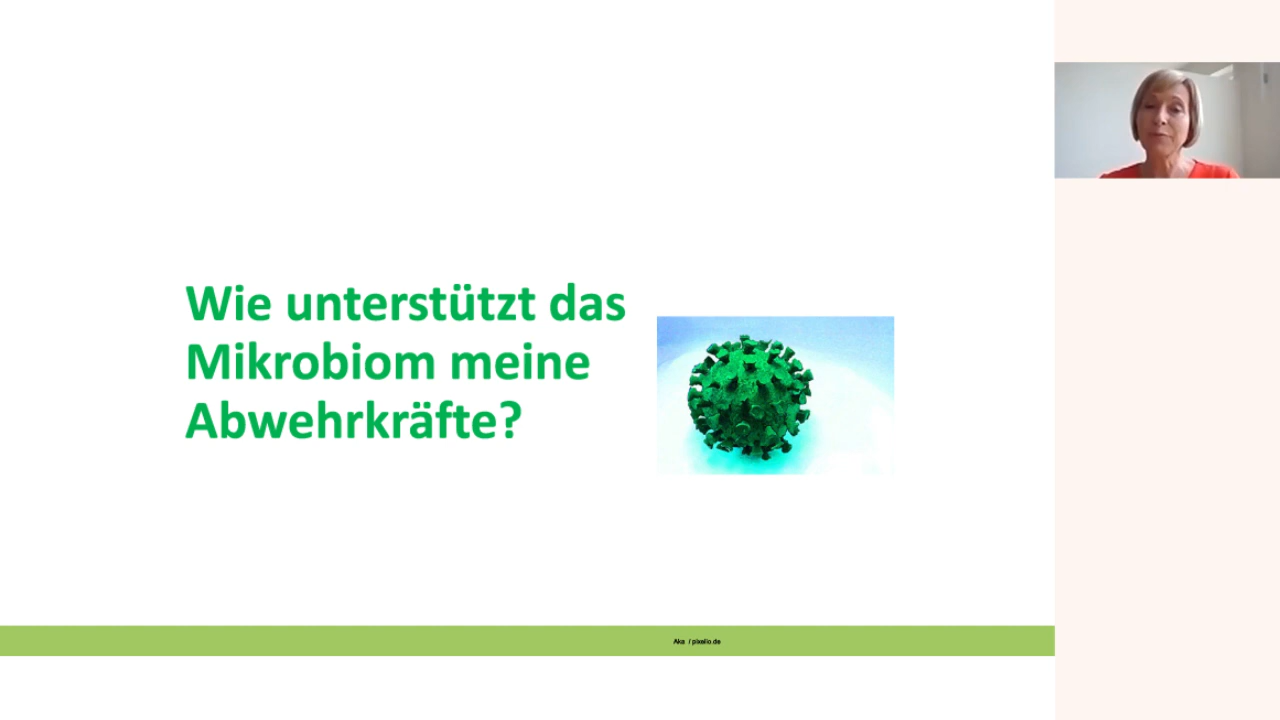 Wie unterstützt das
Mikrobiom meine
Abwehrkräfte?
Aka / pixelio.de